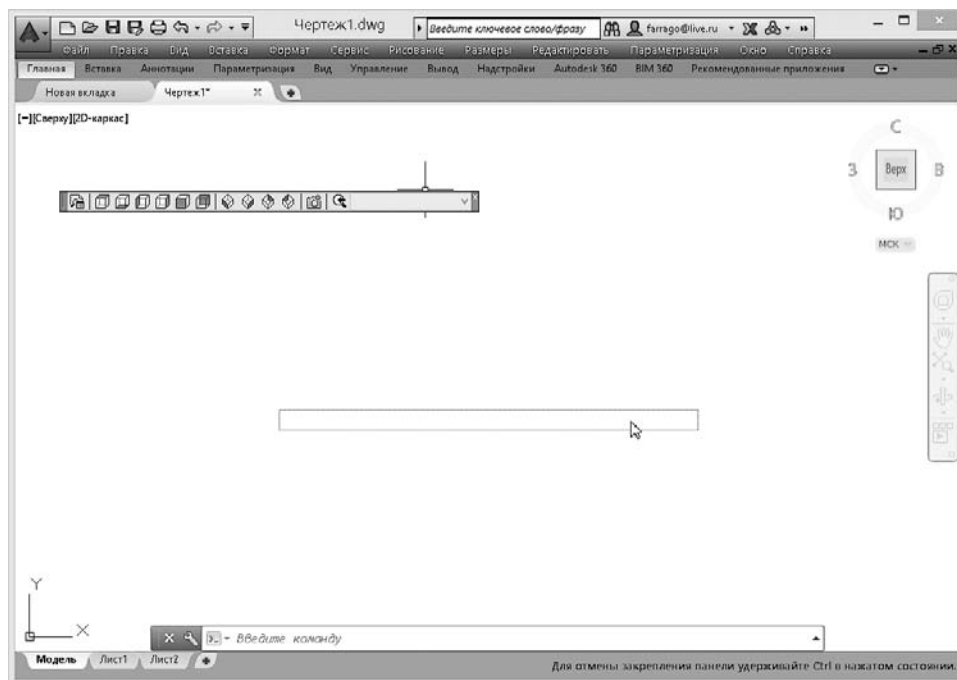 Чертеж1.dwg Введите ключевое слово/фразу farrago@live.ru
Файл Правка Вид Вставка Формат Сервис Рисование Размеры Редактировать Параметризация Окно Справка
Главная Вставка Аннотации Параметризация Вид Управление Вывод Надстройки Autodesk 360 BIM 360 Рекомендованные приложения
Новая вкладка Чертеж1*
[−][Сверху][2D-каркас]
С
З Верх В
Ю
МСК
Y
X
Введите команду
Модель Лист1 Лист2
Для отмены закрепления панели удерживайте Ctrl в нажатом состоянии.